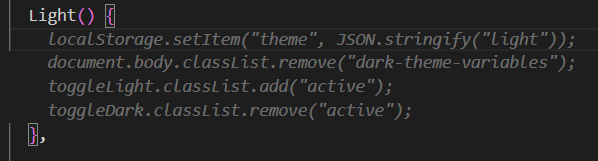 Light() {
localStorage.setItem("theme", JSON.stringify("light"));
document.body.classList.remove("dark-theme-variables");
toggleLight.classList.add("active");
toggleDark.classList.remove("active");
},